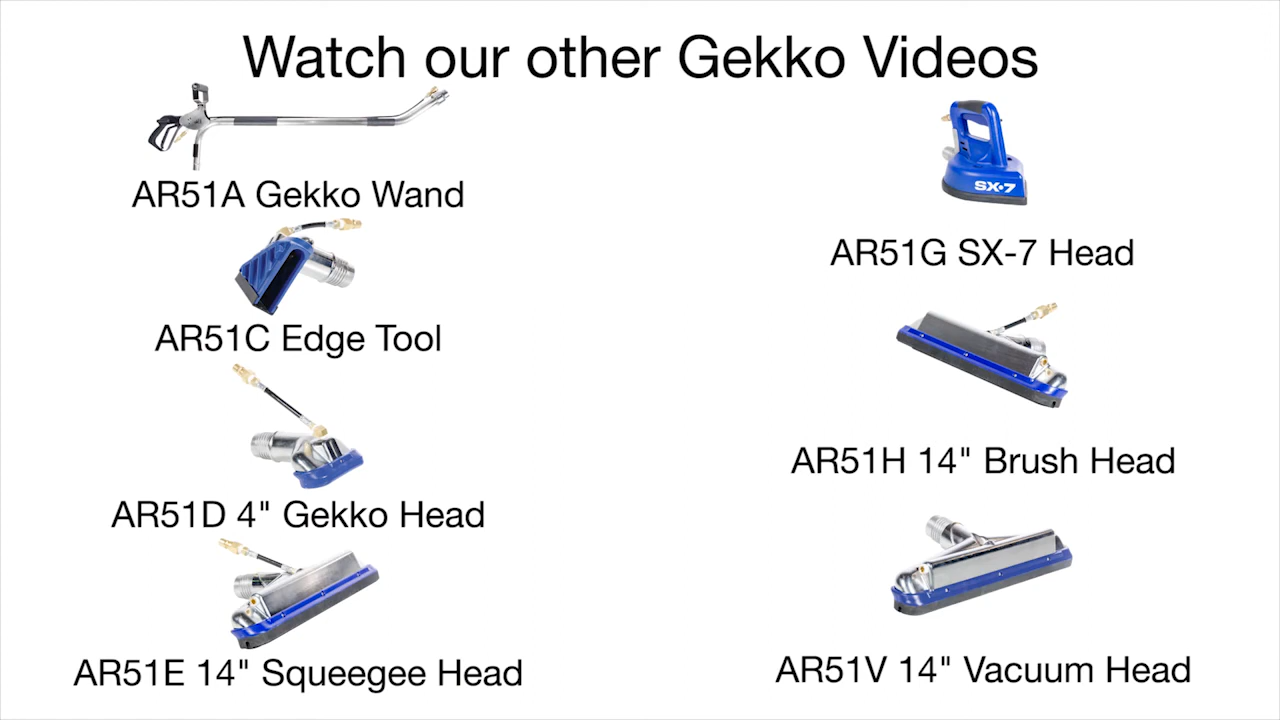 Watch our other Gekko Videos
AR51A Gekko Wand
AR51C Edge Tool
AR51D 4" Gekko Head
AR51E 14" Squeegee Head
SX-7
AR51G SX-7 Head
AR51H 14" Brush Head
AR51V 14" Vacuum Head